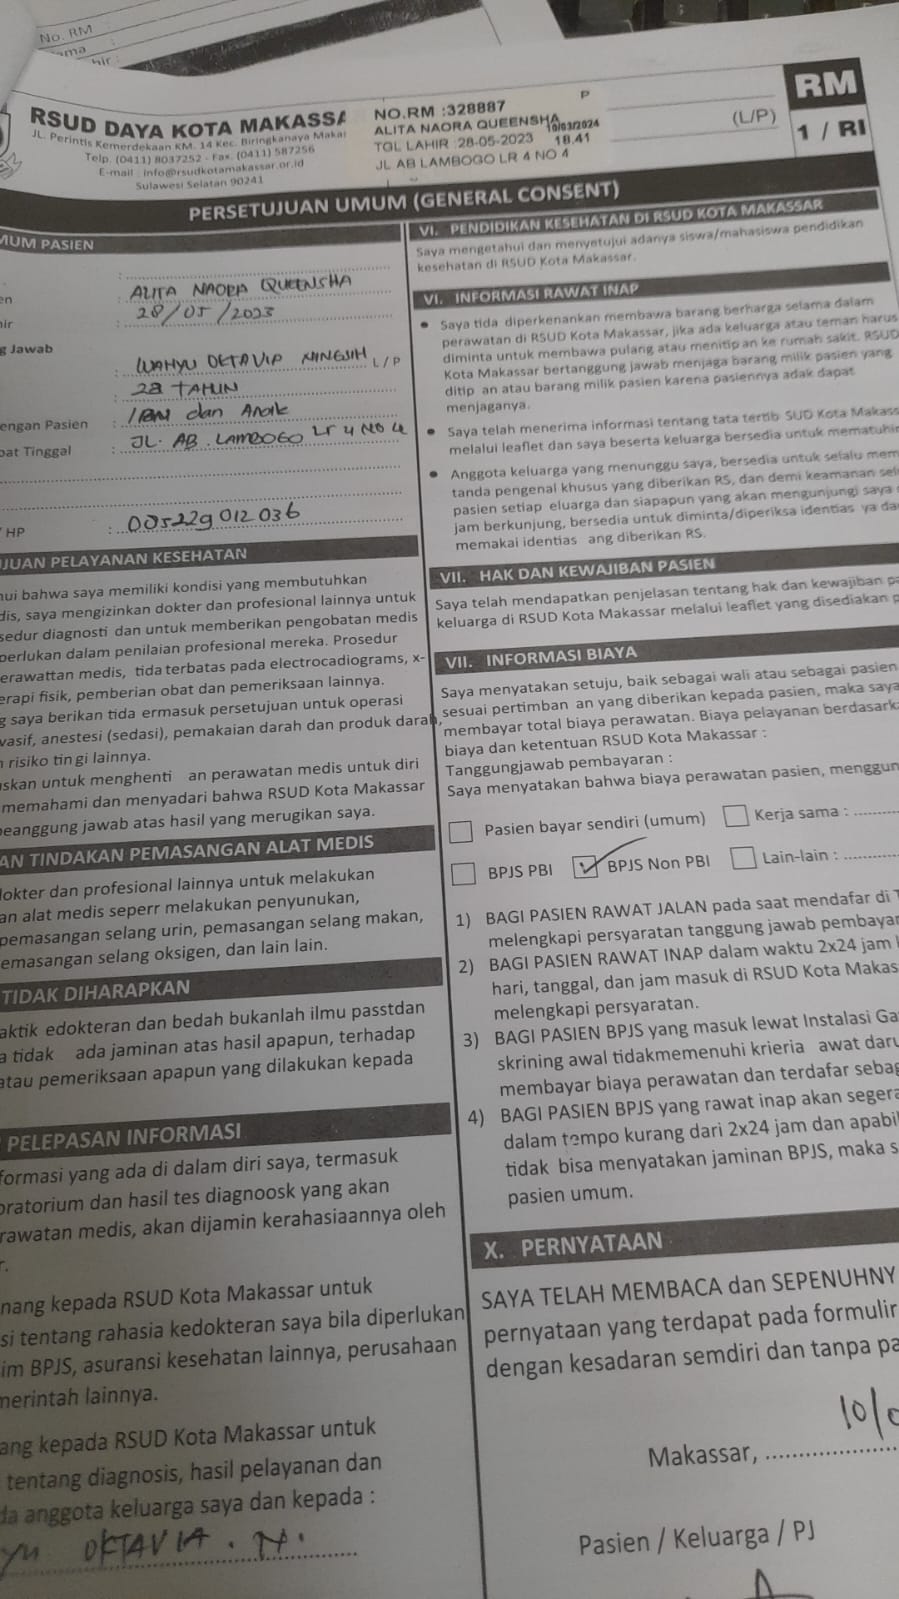 No. RM
RM
1 / RI
(L/P)
RSUD DAYA KOTA MAKASSA
JL. Perintis Kemerdekaan KM. 14 Kec. Biringkanaya Makas
Telp. (0411) 8037252 - Fax. (0411) 587256
E-mail : info@rsudkotamakassar.or.id
Sulawesi Selatan 90241
P
NO.RM :328887
ALITA NAORA QUEENSHA
10/03/2024
TGL LAHIR :28-05-2023 18.41
JL AB LAMBOGO LR 4 NO 4
PERSETUJUAN UMUM (GENERAL CONSENT)
MUM PASIEN
en : ALITA NAORA QUEENSHA
hir : 28/05/2023
g Jawab
: WAHYU OKTAVIA NINGSIH L/P
: 28 TAHUN
engan Pasien : IBU dan Anak
pat Tinggal : JL. AB. LAMBOGO LR 4 NO 4
/ HP : 085229012036
JUAN PELAYANAN KESEHATAN
hui bahwa saya memiliki kondisi yang membutuhkan
dis, saya mengizinkan dokter dan profesional lainnya untuk
sedur diagnosti dan untuk memberikan pengobatan medis
perlukan dalam penilaian profesional mereka. Prosedur
erawattan medis, tida terbatas pada electrocadiograms, x-
erapi fisik, pemberian obat dan pemeriksaan lainnya.
g saya berikan tida ermasuk persetujuan untuk operasi
vasif, anestesi (sedasi), pemakaian darah dan produk darah,
n risiko tin gi lainnya.
uskan untuk menghenti an perawatan medis untuk diri
memahami dan menyadari bahwa RSUD Kota Makassar
beanggung jawab atas hasil yang merugikan saya.
AN TINDAKAN PEMASANGAN ALAT MEDIS
dokter dan profesional lainnya untuk melakukan
an alat medis seperr melakukan penyunukan,
pemasangan selang urin, pemasangan selang makan,
emasangan selang oksigen, dan lain lain.
TIDAK DIHARAPKAN
aktik edokteran dan bedah bukanlah ilmu passtdan
a tidak ada jaminan atas hasil apapun, terhadap
atau pemeriksaan apapun yang dilakukan kepada
PELEPASAN INFORMASI
formasi yang ada di dalam diri saya, termasuk
oratorium dan hasil tes diagnoosk yang akan
rawatan medis, akan dijamin kerahasiaannya oleh
r.
nang kepada RSUD Kota Makassar untuk
si tentang rahasia kedokteran saya bila diperlukan
im BPJS, asuransi kesehatan lainnya, perusahaan
merintah lainnya.
ang kepada RSUD Kota Makassar untuk
tentang diagnosis, hasil pelayanan dan
da anggota keluarga saya dan kepada :
yu OKTAVIA . N.
VI. PENDIDIKAN KESEHATAN DI RSUD KOTA MAKASSAR
Saya mengetahui dan menyetujui adanya siswa/mahasiswa pendidikan
kesehatan di RSUD Kota Makassar.
VI. INFORMASI RAWAT INAP
• Saya tida diperkenankan membawa barang berharga selama dalam
perawatan di RSUD Kota Makassar, jika ada keluarga atau teman harus
diminta untuk membawa pulang atau menitip an ke rumah sakit. RSUD
Kota Makassar bertanggung jawab menjaga barang milik pasien yang
ditip an atau barang milik pasien karena pasiennya adak dapat
menjaganya.
• Saya telah menerima informasi tentang tata tertib SUD Kota Makass
melalui leaflet dan saya beserta keluarga bersedia untuk mematuhin
• Anggota keluarga yang menunggu saya, bersedia untuk selalu mem
tanda pengenal khusus yang diberikan RS, dan demi keamanan sel
pasien setiap eluarga dan siapapun yang akan mengunjungi saya
jam berkunjung, bersedia untuk diminta/diperiksa identias ya da
memakai identias ang diberikan RS.
VII. HAK DAN KEWAJIBAN PASIEN
Saya telah mendapatkan penjelasan tentang hak dan kewajiban pa
keluarga di RSUD Kota Makassar melalui leaflet yang disediakan p
VII. INFORMASI BIAYA
Saya menyatakan setuju, baik sebagai wali atau sebagai pasien
sesuai pertimban an yang diberikan kepada pasien, maka saya
membayar total biaya perawatan. Biaya pelayanan berdasarka
biaya dan ketentuan RSUD Kota Makassar :
Tanggungjawab pembayaran :
Saya menyatakan bahwa biaya perawatan pasien, menggun
Pasien bayar sendiri (umum) Kerja sama :
BPJS PBI BPJS Non PBI Lain-lain :
1) BAGI PASIEN RAWAT JALAN pada saat mendafar di T
melengkapi persyaratan tanggung jawab pembayar
2) BAGI PASIEN RAWAT INAP dalam waktu 2x24 jam
hari, tanggal, dan jam masuk di RSUD Kota Makas
melengkapi persyaratan.
3) BAGI PASIEN BPJS yang masuk lewat Instalasi Ga
skrining awal tidakmemenuhi krieria awat daru
membayar biaya perawatan dan terdafar sebag
4) BAGI PASIEN BPJS yang rawat inap akan segera
dalam tempo kurang dari 2x24 jam dan apabil
tidak bisa menyatakan jaminan BPJS, maka s
pasien umum.
X. PERNYATAAN
SAYA TELAH MEMBACA dan SEPENUHNY
pernyataan yang terdapat pada formulir
dengan kesadaran semdiri dan tanpa pa
Makassar, 10/0
Pasien / Keluarga / PJ